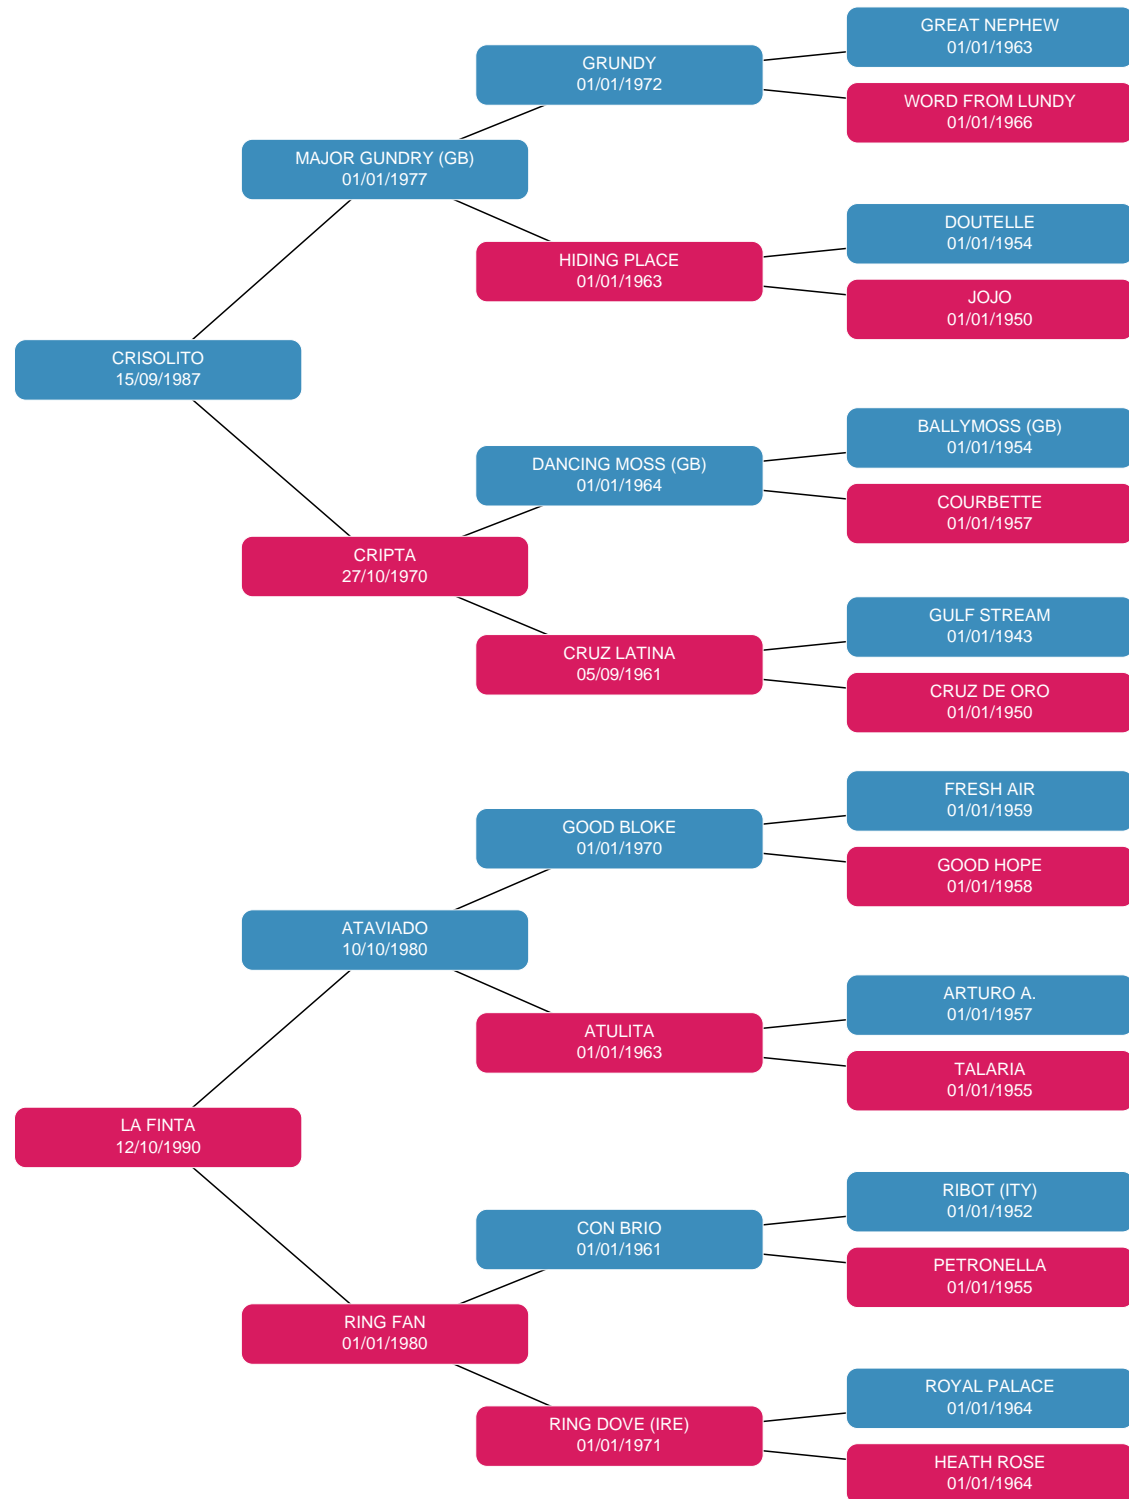 GREAT NEPHEW
01/01/1963
GRUNDY
01/01/1972
WORD FROM LUNDY
01/01/1966
MAJOR GUNDRY (GB)
01/01/1977
DOUTELLE
01/01/1954
HIDING PLACE
01/01/1963
JOJO
01/01/1950
CRISOLITO
15/09/1987
BALLYMOSS (GB)
01/01/1954
DANCING MOSS (GB)
01/01/1964
COURBETTE
01/01/1957
CRIPTA
27/10/1970
GULF STREAM
01/01/1943
CRUZ LATINA
05/09/1961
CRUZ DE ORO
01/01/1950
FRESH AIR
01/01/1959
GOOD BLOKE
01/01/1970
GOOD HOPE
01/01/1958
ATAVIADO
10/10/1980
ARTURO A.
01/01/1957
ATULITA
01/01/1963
TALARIA
01/01/1955
LA FINTA
12/10/1990
RIBOT (ITY)
01/01/1952
CON BRIO
01/01/1961
PETRONELLA
01/01/1955
RING FAN
01/01/1980
ROYAL PALACE
01/01/1964
RING DOVE (IRE)
01/01/1971
HEATH ROSE
01/01/1964